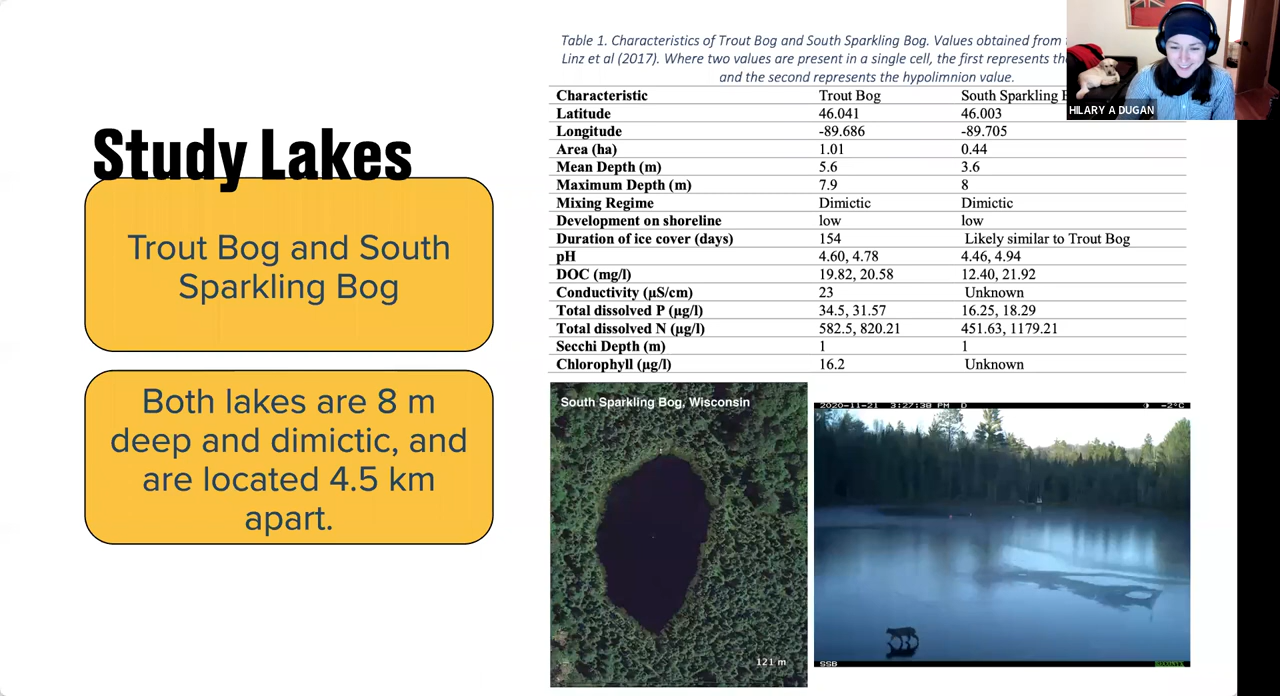 Study Lakes
Trout Bog and South
Sparkling Bog
Both lakes are 8 m
deep and dimictic, and
are located 4.5 km
apart.
Table 1. Characteristics of Trout Bog and South Sparkling Bog. Values obtained from
Linz et al (2017). Where two values are present in a single cell, the first represents
and the second represents the hypolimnion value.
Characteristic Trout Bog South Sparkling
Latitude 46.041 46.003
Longitude -89.686 -89.705
Area (ha) 1.01 0.44
Mean Depth (m) 5.6 3.6
Maximum Depth (m) 7.9 8
Mixing Regime Dimictic Dimictic
Development on shoreline low low
Duration of ice cover (days) 154 Likely similar to Trout Bog
pH 4.60, 4.78 4.46, 4.94
DOC (mg/l) 19.82, 20.58 12.40, 21.92
Conductivity (µS/cm) 23 Unknown
Total dissolved P (µg/l) 34.5, 31.57 16.25, 18.29
Total dissolved N (µg/l) 582.5, 820.21 451.63, 1179.21
Secchi Depth (m) 1 1
Chlorophyll (µg/l) 16.2 Unknown
HILARY A DUGAN
South Sparkling Bog, Wisconsin
121 m
2020-11-21 3:27:38 PM -2°C
SSB